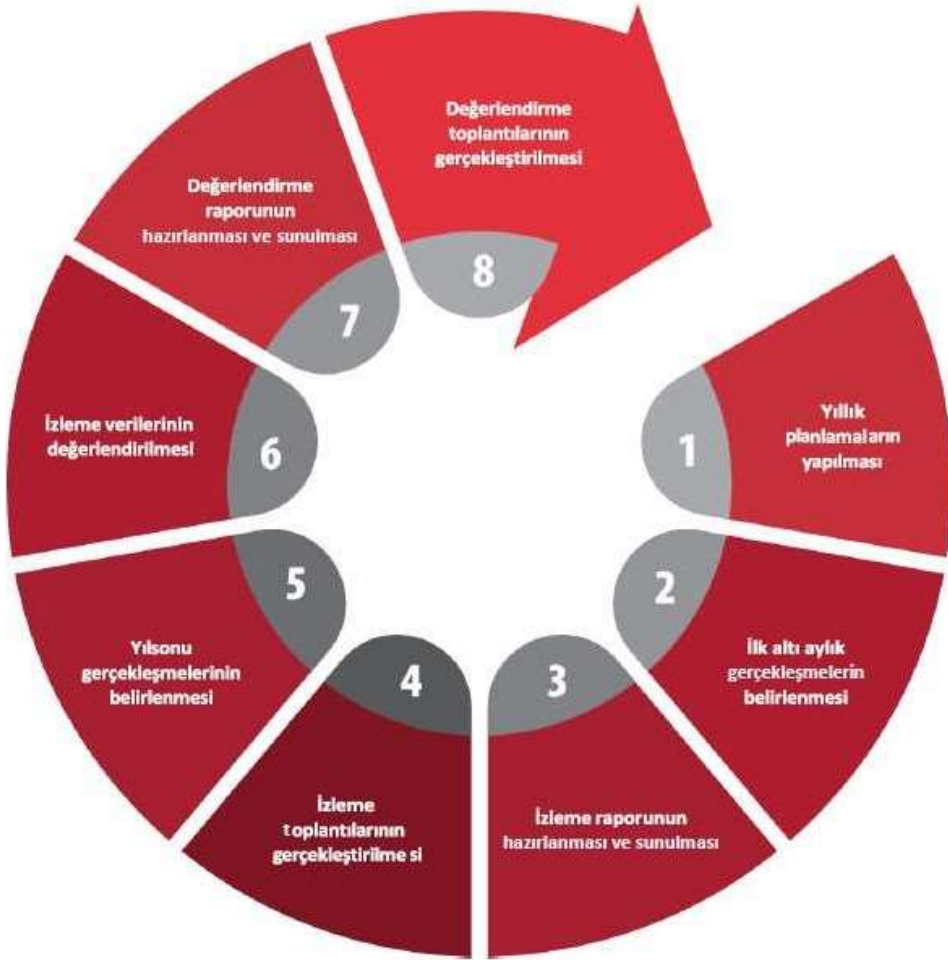 1
Yıllık
planlamaların
yapılması
2
İlk altı aylık
gerçekleşmelerin
belirlenmesi
3
İzleme raporunun
hazırlanması ve sunulması
4
İzleme
toplantılarının
gerçekleştirilme si
5
Yılsonu
gerçekleşmelerinin
belirlenmesi
6
İzleme verilerinin
değerlendirilmesi
7
Değerlendirme
raporunun
hazırlanması ve sunulması
8
Değerlendirme
toplantılarının
gerçekleştirilmesi